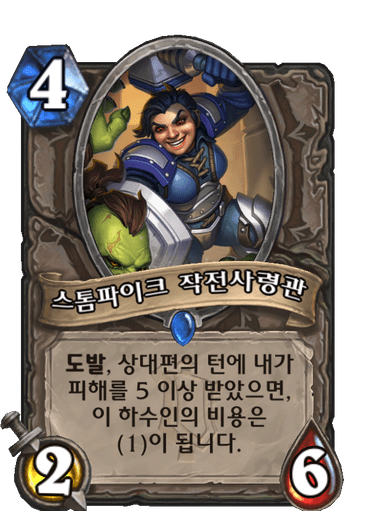 4
스톰파이크 작전사령관
도발, 상대편의 턴에 내가
피해를 5 이상 받았으면,
이 하수인의 비용은
(1)이 됩니다.
2
6